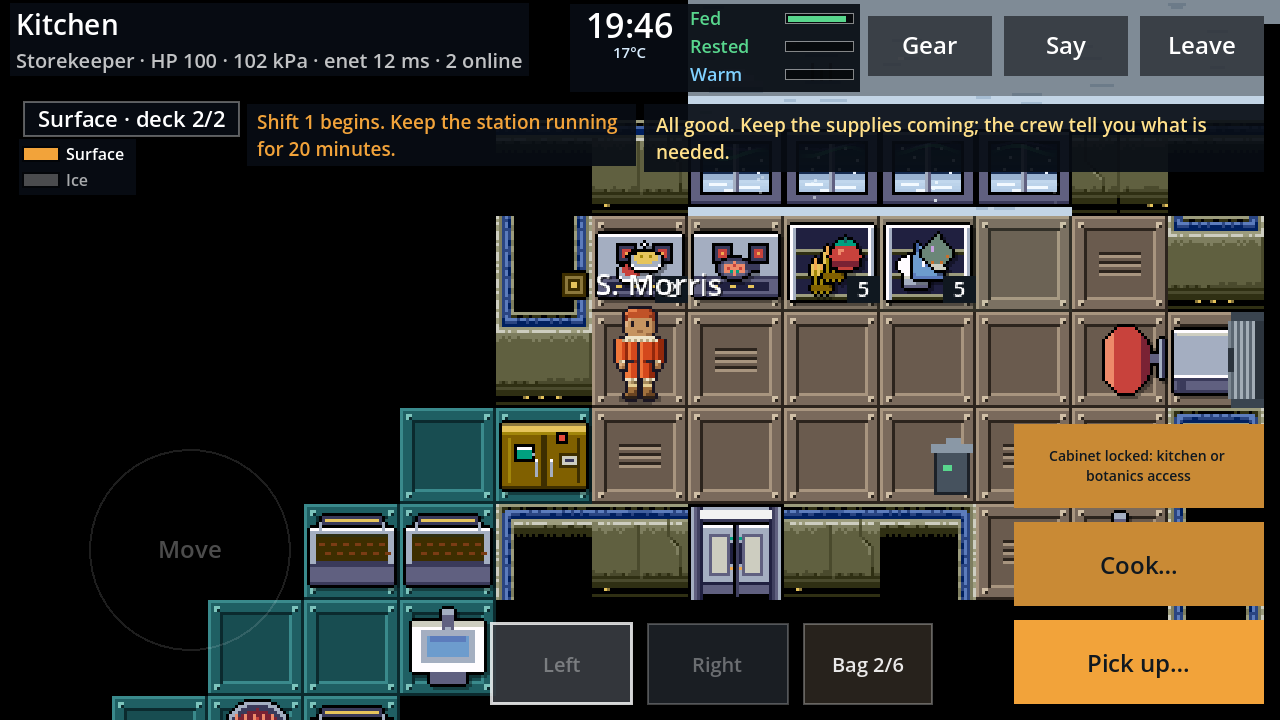 Kitchen
Storekeeper · HP 100 · 102 kPa · enet 12 ms · 2 online
19:46
17°C
Fed
Rested
Warm
Gear
Say
Leave
Surface · deck 2/2
Surface
Ice
Shift 1 begins. Keep the station running
for 20 minutes.
All good. Keep the supplies coming; the crew tell you what is
needed.
S. Morris
5
5
Cabinet locked: kitchen or
botanics access
Cook...
Pick up...
Move
Left
Right
Bag 2/6